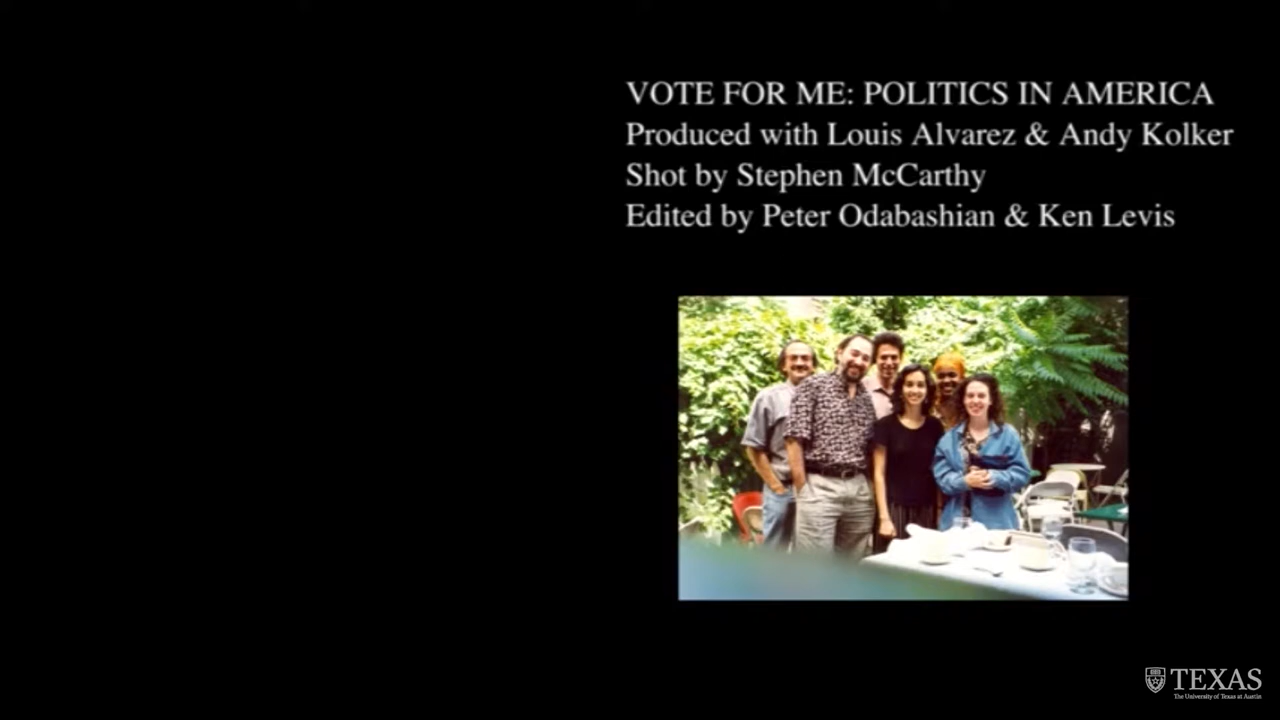 VOTE FOR ME: POLITICS IN AMERICA
Produced with Louis Alvarez & Andy Kolker
Shot by Stephen McCarthy
Edited by Peter Odabashian & Ken Levis
TEXAS
The University of Texas at Austin